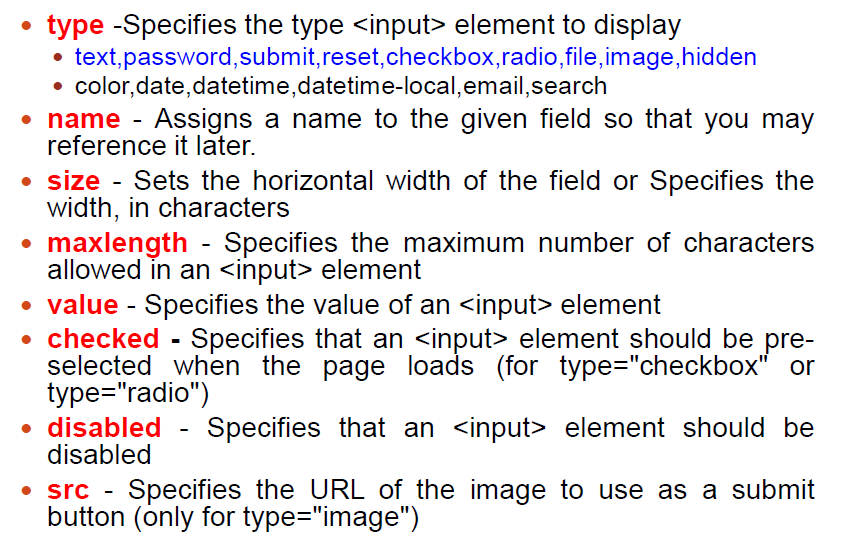 • type -Specifies the type <input> element to display
• text,password,submit,reset,checkbox,radio,file,image,hidden
• color,date,datetime,datetime-local,email,search
• name - Assigns a name to the given field so that you may
reference it later.
• size - Sets the horizontal width of the field or Specifies the
width, in characters
• maxlength - Specifies the maximum number of characters
allowed in an <input> element
• value - Specifies the value of an <input> element
• checked - Specifies that an <input> element should be pre-
selected when the page loads (for type="checkbox" or
type="radio")
• disabled - Specifies that an <input> element should be
disabled
• src - Specifies the URL of the image to use as a submit
button (only for type="image")